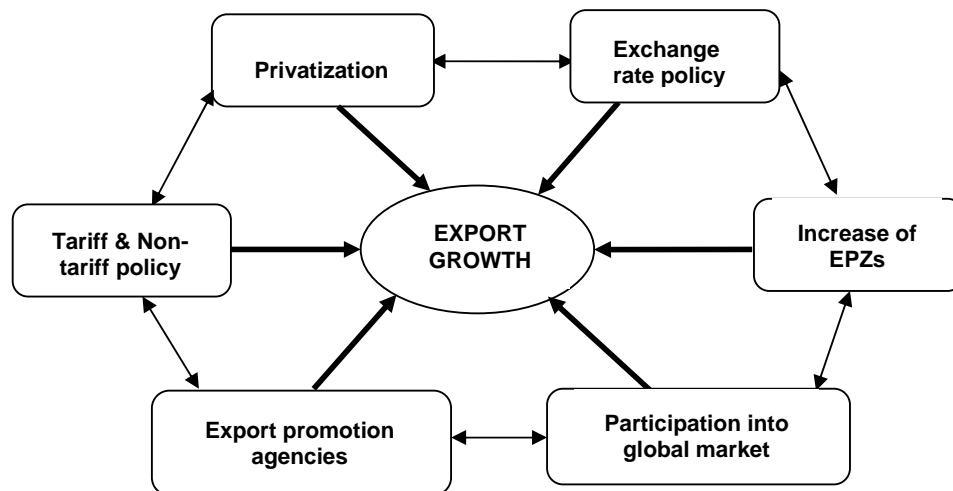 Privatization
Exchange
rate policy
Tariff & Non-
tariff policy
EXPORT
GROWTH
Increase of
EPZs
Export promotion
agencies
Participation into
global market